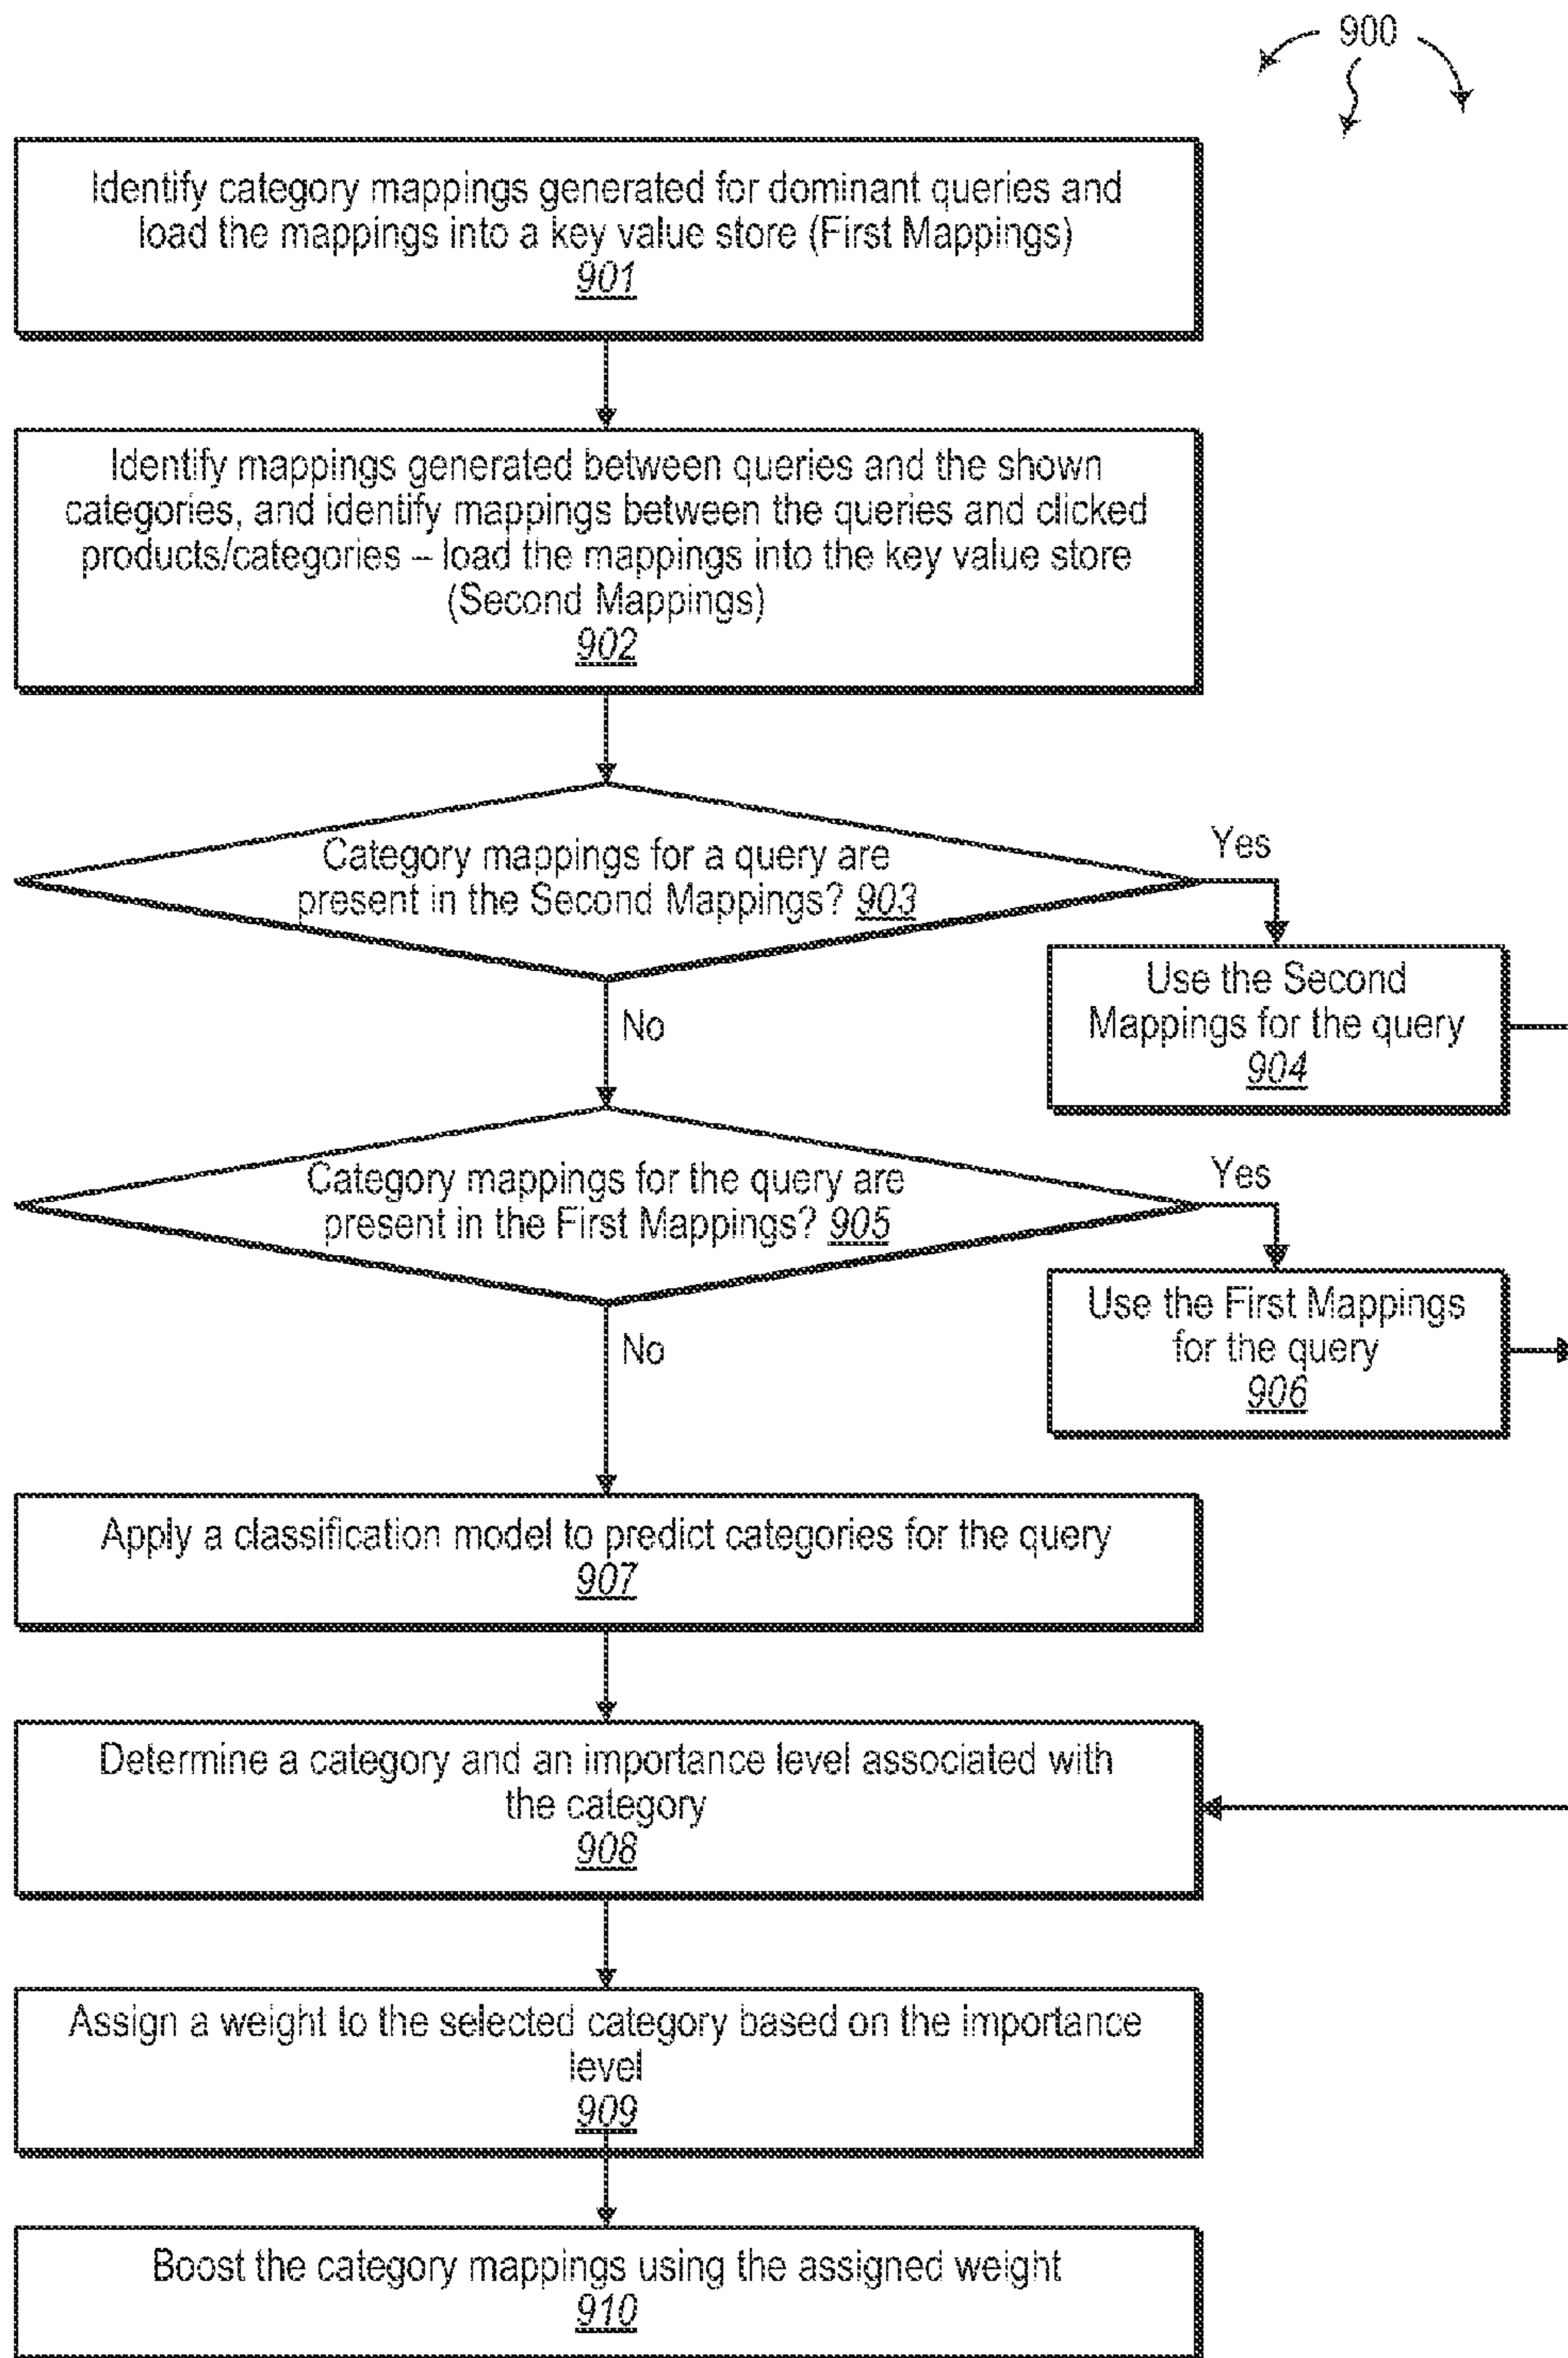 900
Identify category mappings generated for dominant queries and
load the mappings into a key value store (First Mappings)
901
Identify mappings generated between queries and the shown
categories, and identify mappings between the queries and clicked
products/categories – load the mappings into the key value store
(Second Mappings)
902
Category mappings for a query are
present in the Second Mappings? 903
Yes
Use the Second
Mappings for the query
904
No
Category mappings for the query are
present in the First Mappings? 905
Yes
Use the First Mappings
for the query
906
No
Apply a classification model to predict categories for the query
907
Determine a category and an importance level associated with
the category
908
Assign a weight to the selected category based on the importance
level
909
Boost the category mappings using the assigned weight
910